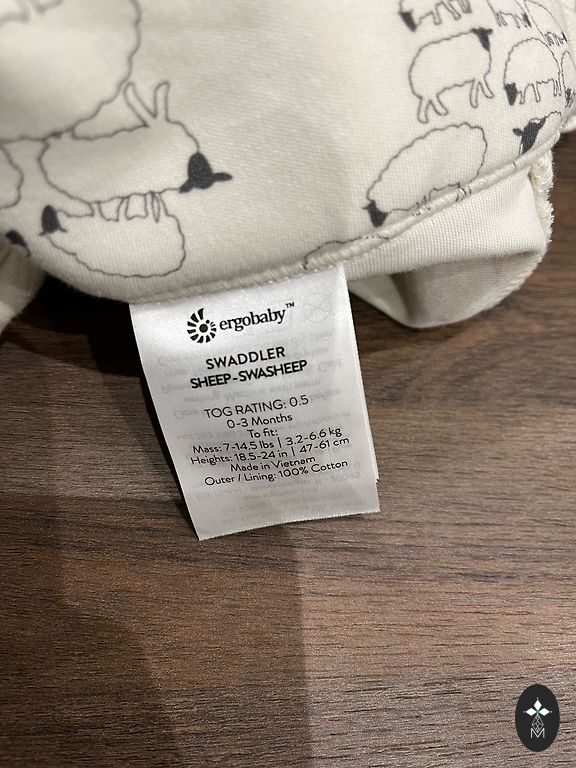 ergobaby™
SWADDLER
SHEEP-SWASHEEP
TOG RATING: 0.5
0-3 Months
To fit:
Mass: 7-14.5 lbs | 3.2-6.6 kg
Heights: 18.5-24 in | 47-61 cm
Made in Vietnam
Outer / Lining: 100% Cotton
M